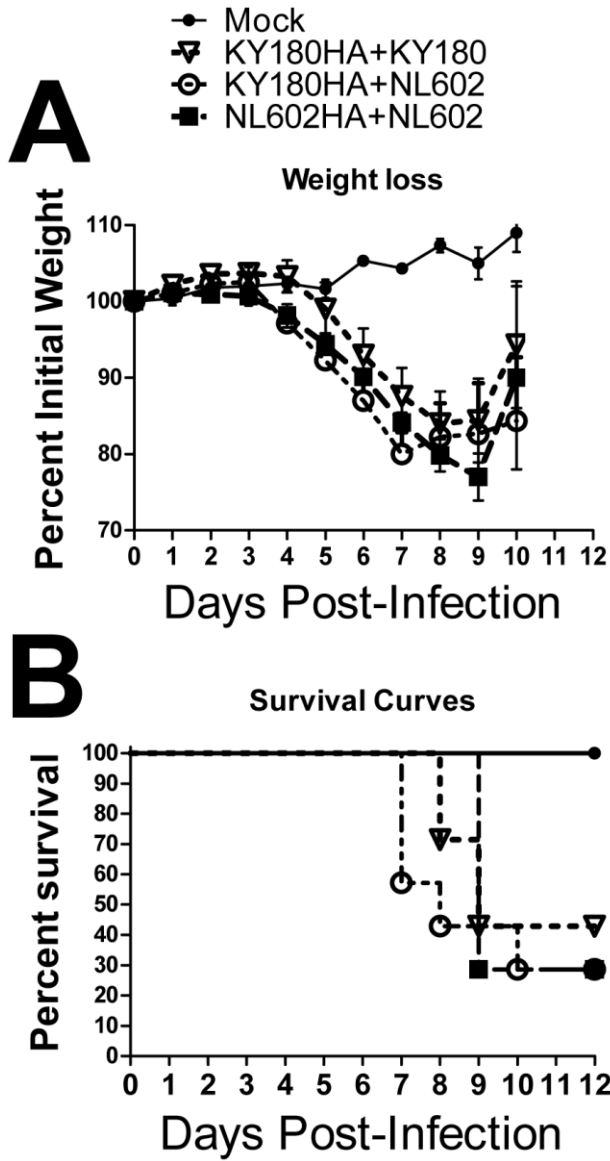 Mock
KY180HA+KY180
KY180HA+NL602
NL602HA+NL602
A
Weight loss
Percent Initial Weight
110
100
90
80
70
0 1 2 3 4 5 6 7 8 9 10 11 12
Days Post-Infection
B
Survival Curves
Percent survival
100
90
80
70
60
50
40
30
20
10
0
0 1 2 3 4 5 6 7 8 9 10 11 12
Days Post-Infection